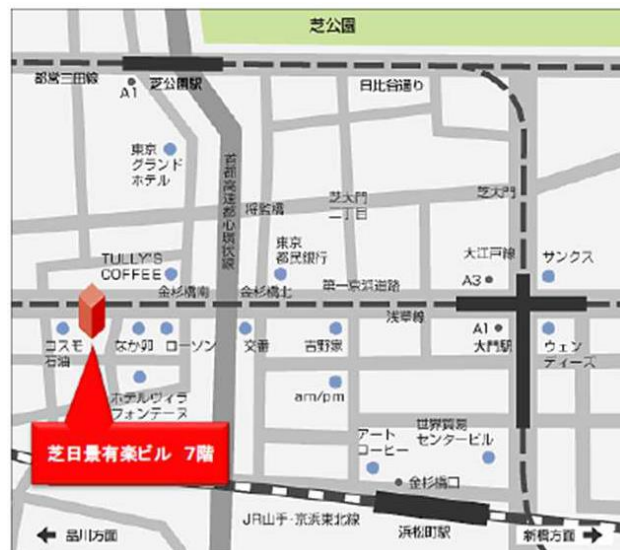 芝公園
都営三田線
芝公園駅
A1
日比谷通り
東京
グランド
ホテル
首都高速都心環状線
将監橋
芝大門
二丁目
芝大門
TULLY'S
COFFEE
東京
都民銀行
大江戸線
サンクス
A3
金杉橋南
金杉橋北
第一京浜道路
浅草線
コスモ
石油
なか卯
ローソン
交番
吉野家
A1
大門駅
ウェン
ディーズ
ホテルヴィラ
フォンテーヌ
am/pm
芝日景有楽ビル 7階
アート
コーヒー
世界貿易
センタービル
金杉橋口
JR山手・京浜東北線
浜松町駅
品川方面
新橋方面